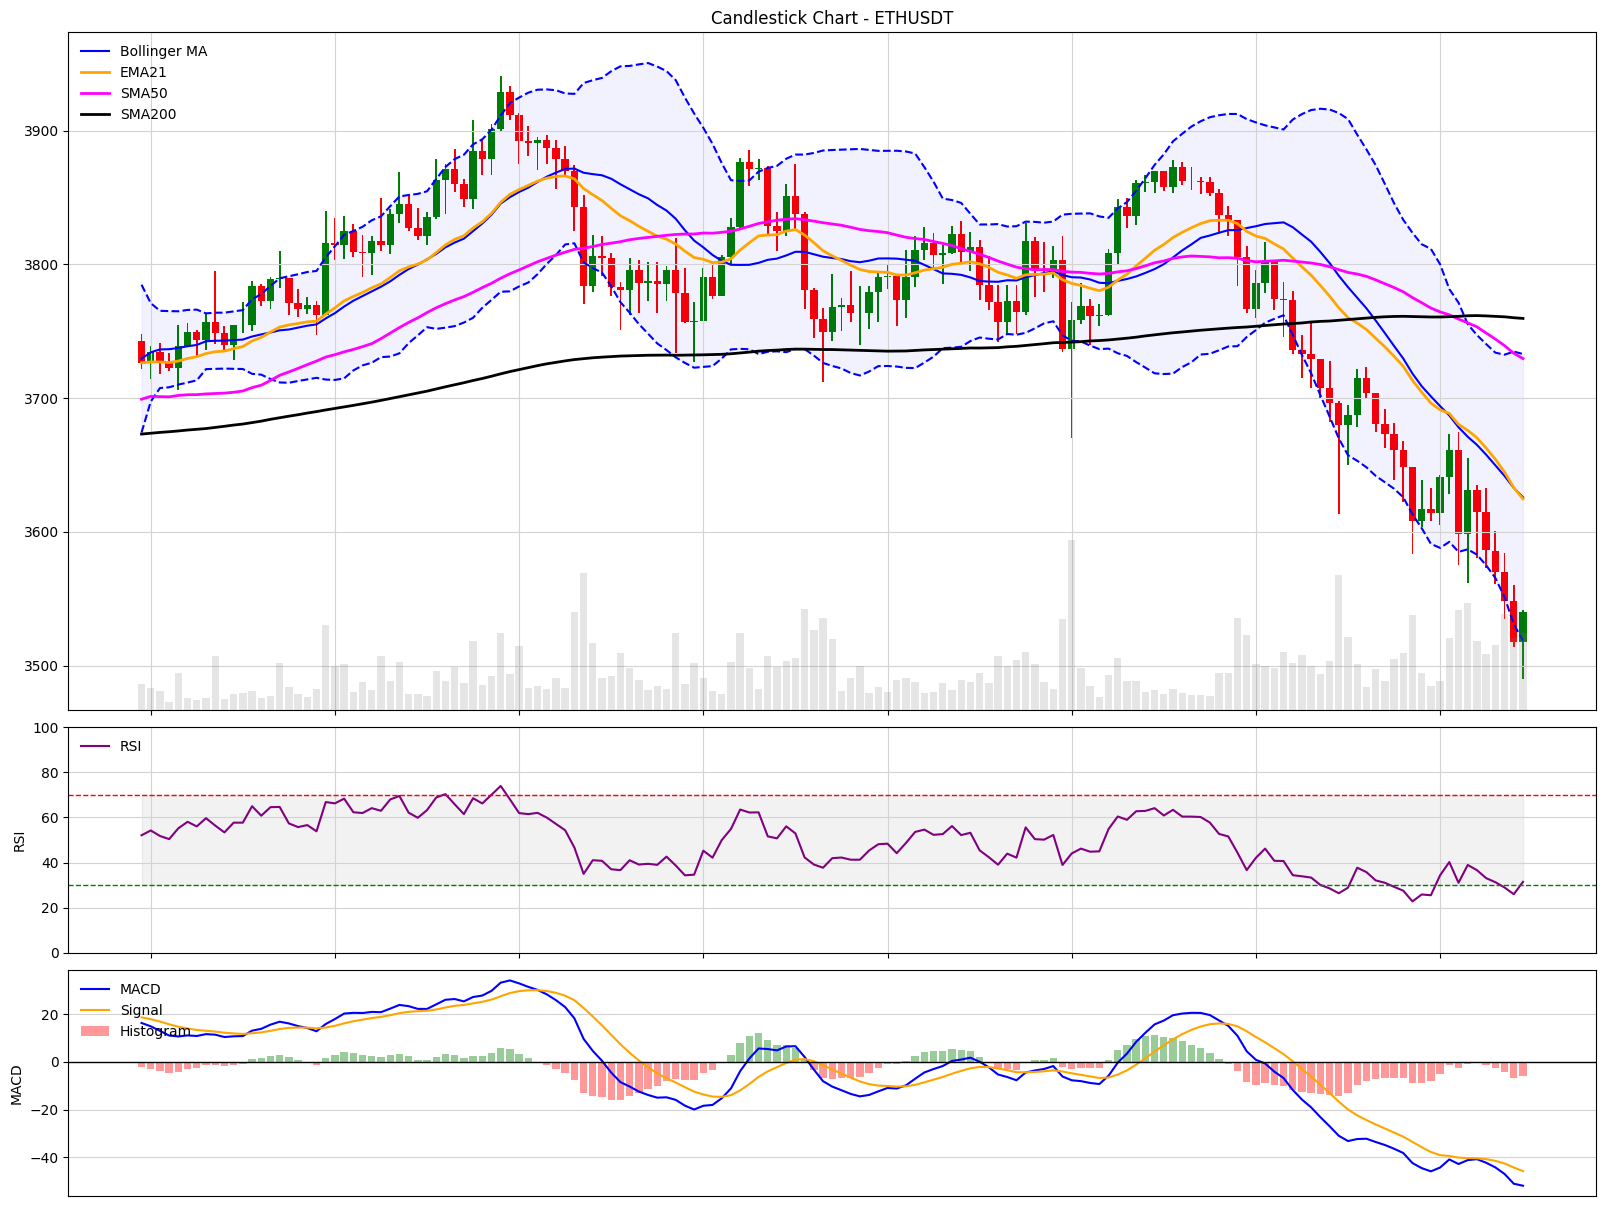 Candlestick Chart - ETHUSDT
Bollinger MA
EMA21
SMA50
SMA200
3900
3800
3700
3600
3500
RSI
100
80
60
40
20
0
RSI
MACD
Signal
Histogram
20
0
−20
−40
MACD